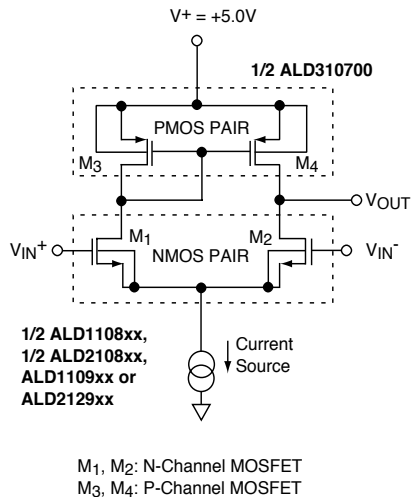 V+ = +5.0V
1/2 ALD310700
PMOS PAIR
M3
M4
VOUT
VIN+
M1
M2
VIN-
NMOS PAIR
1/2 ALD1108xx,
1/2 ALD2108xx,
ALD1109xx or
ALD2129xx
Current
Source
M1, M2: N-Channel MOSFET
M3, M4: P-Channel MOSFET